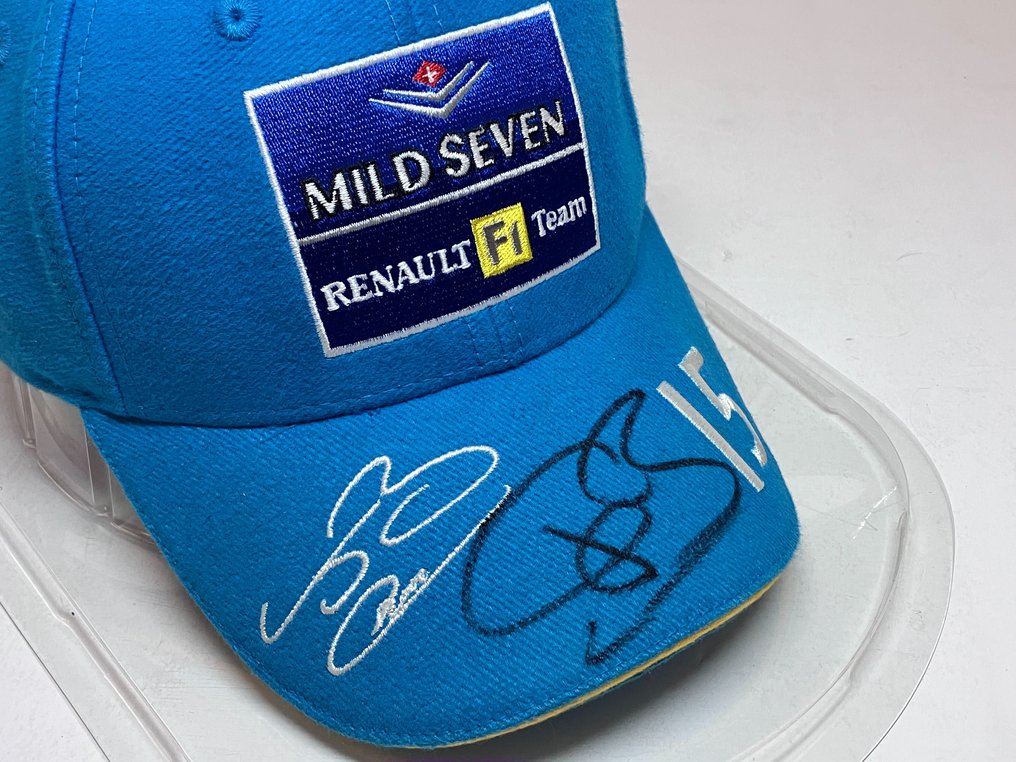 MILD SEVEN
RENAULT F1 Team
15